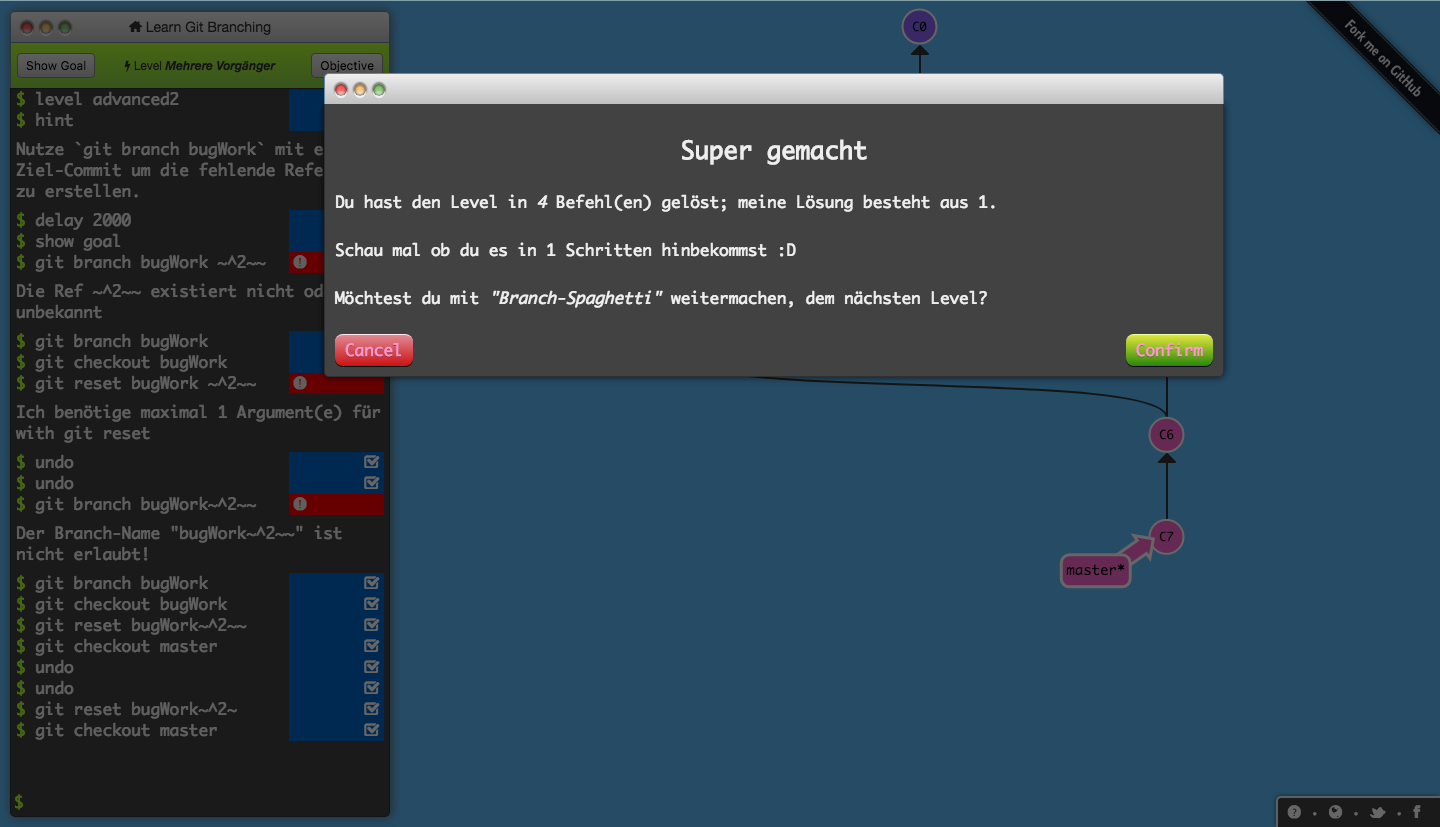 Learn Git Branching
Show Goal
Level Mehrere Vorgänger
Objective
$ level advanced2
$ hint
Nutze `git branch bugWork` mit e
Ziel-Commit um die fehlende Refe
zu erstellen.
$ delay 2000
$ show goal
$ git branch bugWork ~^2~~
Die Ref ~^2~~ existiert nicht od
unbekannt
$ git branch bugWork
$ git checkout bugWork
$ git reset bugWork ~^2~~
Ich benötige maximal 1 Argument(e) für
with git reset
$ undo
$ undo
$ git branch bugWork~^2~~
Der Branch-Name "bugWork~^2~~" ist
nicht erlaubt!
$ git branch bugWork
$ git checkout bugWork
$ git reset bugWork~^2~~
$ git checkout master
$ undo
$ undo
$ git reset bugWork~^2~
$ git checkout master
$
C0
Fork me on GitHub
Super gemacht
Du hast den Level in 4 Befehl(en) gelöst; meine Lösung besteht aus 1.
Schau mal ob du es in 1 Schritten hinbekommst :D
Möchtest du mit "Branch-Spaghetti" weitermachen, dem nächsten Level?
Cancel
Confirm
C6
C7
master*